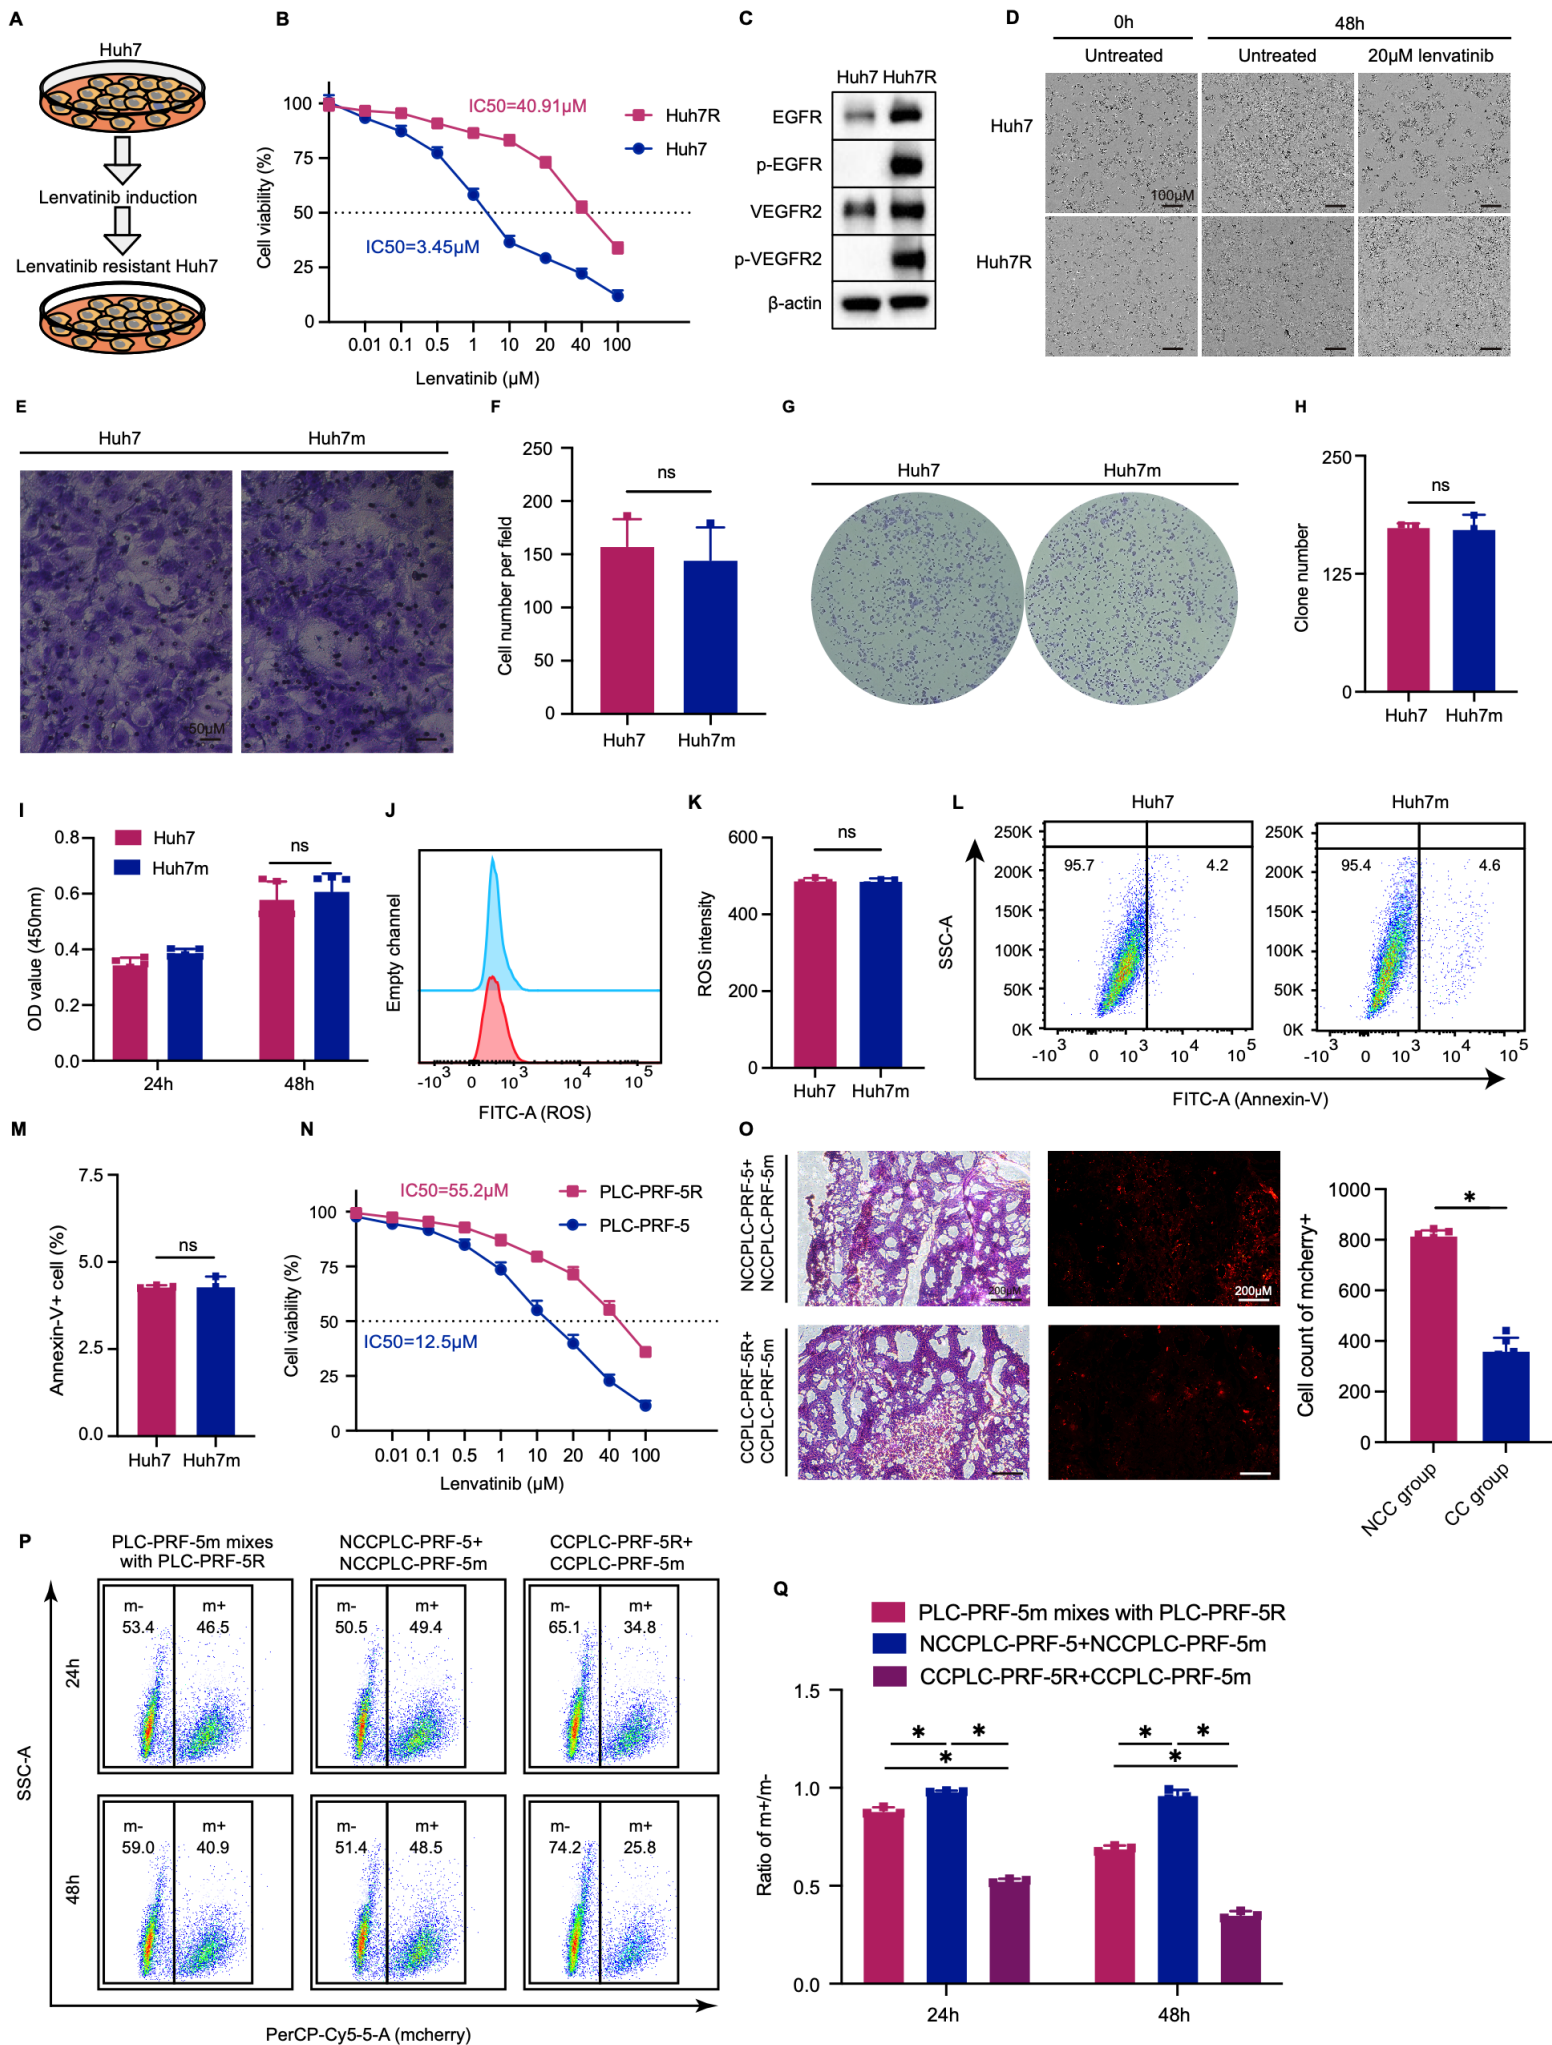 A
Huh7
Lenvatinib induction
Lenvatinib resistant Huh7
B
Cell viability (%)
100
75
50
25
0
IC50=40.91μM
IC50=3.45μM
Huh7R
Huh7
0.01 0.1 0.5 1 10 20 40 100
Lenvatinib (μM)
C
Huh7 Huh7R
EGFR
p-EGFR
VEGFR2
p-VEGFR2
β-actin
D
0h
48h
Untreated
Untreated
20μM lenvatinib
Huh7
100μM
Huh7R
E
Huh7
Huh7m
50μM
F
Cell number per field
250
200
150
100
50
0
ns
Huh7 Huh7m
G
Huh7
Huh7m
H
Clone number
250
125
0
ns
Huh7 Huh7m
I
OD value (450nm)
0.8
0.6
0.4
0.2
0.0
Huh7
Huh7m
ns
24h
48h
J
Empty channel
-10³ 0 10³ 10⁴ 10⁵
FITC-A (ROS)
K
ROS intensity
600
400
200
0
ns
Huh7 Huh7m
L
Huh7
Huh7m
SSC-A
250K
200K
150K
100K
50K
0K
95.7
4.2
-10³ 0 10³ 10⁴ 10⁵
250K
200K
150K
100K
50K
0K
95.4
4.6
-10³ 0 10³ 10⁴ 10⁵
FITC-A (Annexin-V)
M
Annexin-V+ cell (%)
7.5
5.0
2.5
0.0
ns
Huh7 Huh7m
N
Cell viability (%)
100
75
50
25
0
IC50=55.2μM
IC50=12.5μM
PLC-PRF-5R
PLC-PRF-5
0.01 0.1 0.5 1 10 20 40 100
Lenvatinib (μM)
O
NCCPLC-PRF-5+
NCCPLC-PRF-5m
200μM
200μM
CCPLC-PRF-5R+
CCPLC-PRF-5m
Cell count of mcherry+
1000
800
600
400
200
0
*
NCC group
CC group
P
PLC-PRF-5m mixes
with PLC-PRF-5R
NCCPLC-PRF-5+
NCCPLC-PRF-5m
CCPLC-PRF-5R+
CCPLC-PRF-5m
SSC-A
24h
m- m+
53.4 46.5
m- m+
50.5 49.4
m- m+
65.1 34.8
48h
m- m+
59.0 40.9
m- m+
51.4 48.5
m- m+
74.2 25.8
PerCP-Cy5-5-A (mcherry)
Q
PLC-PRF-5m mixes with PLC-PRF-5R
NCCPLC-PRF-5+NCCPLC-PRF-5m
CCPLC-PRF-5R+CCPLC-PRF-5m
Ratio of m+/m-
1.5
1.0
0.5
0.0
* *
*
* *
*
24h
48h